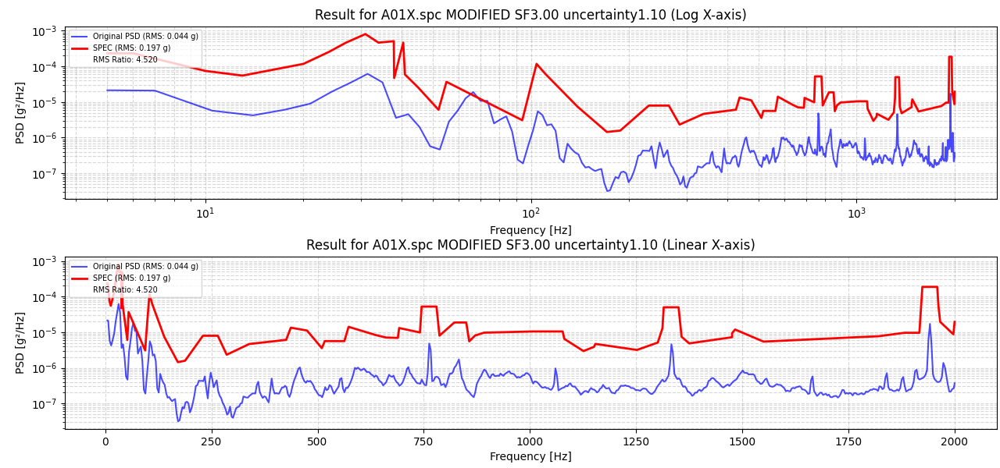 Result for A01X.spc MODIFIED SF3.00 uncertainty1.10 (Log X-axis)
PSD [g²/Hz]
10⁻³
10⁻⁴
10⁻⁵
10⁻⁶
10⁻⁷
Original PSD (RMS: 0.044 g)
SPEC (RMS: 0.197 g)
RMS Ratio: 4.520
10¹ 10² 10³
Frequency [Hz]
Result for A01X.spc MODIFIED SF3.00 uncertainty1.10 (Linear X-axis)
PSD [g²/Hz]
10⁻³
10⁻⁴
10⁻⁵
10⁻⁶
10⁻⁷
Original PSD (RMS: 0.044 g)
SPEC (RMS: 0.197 g)
RMS Ratio: 4.520
0 250 500 750 1000 1250 1500 1750 2000
Frequency [Hz]